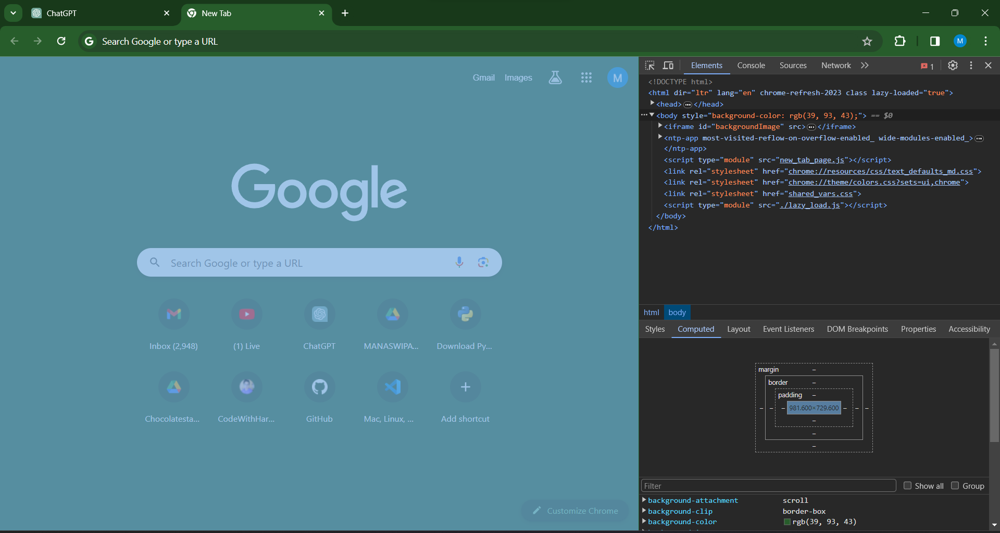 ChatGPT
New Tab
Search Google or type a URL
M
Gmail Images M
Google
Search Google or type a URL
Inbox (2,948) (1) Live ChatGPT MANASWIPA... Download Py...
Chocolatesta... CodeWithHar... GitHub Mac, Linux, ... Add shortcut
Customize Chrome
Elements Console Sources Network 1
<!DOCTYPE html>
<html dir="ltr" lang="en" chrome-refresh-2023 class lazy-loaded="true">
<head> … </head>
<body style="background-color: rgb(39, 93, 43);"> == $0
<iframe id="backgroundImage" src> … </iframe>
<ntp-app most-visited-reflow-on-overflow-enabled_ wide-modules-enabled_> …
</ntp-app>
<script type="module" src="new_tab_page.js"></script>
<link rel="stylesheet" href="chrome://resources/css/text_defaults_md.css">
<link rel="stylesheet" href="chrome://theme/colors.css?sets=ui,chrome">
<link rel="stylesheet" href="shared_vars.css">
<script type="module" src="./lazy_load.js"></script>
</body>
</html>
html body
Styles Computed Layout Event Listeners DOM Breakpoints Properties Accessibility
margin –
border –
padding –
– – – 981.600×729.600 – – –
–
–
–
Filter Show all Group
background-attachment scroll
background-clip border-box
background-color rgb(39, 93, 43)